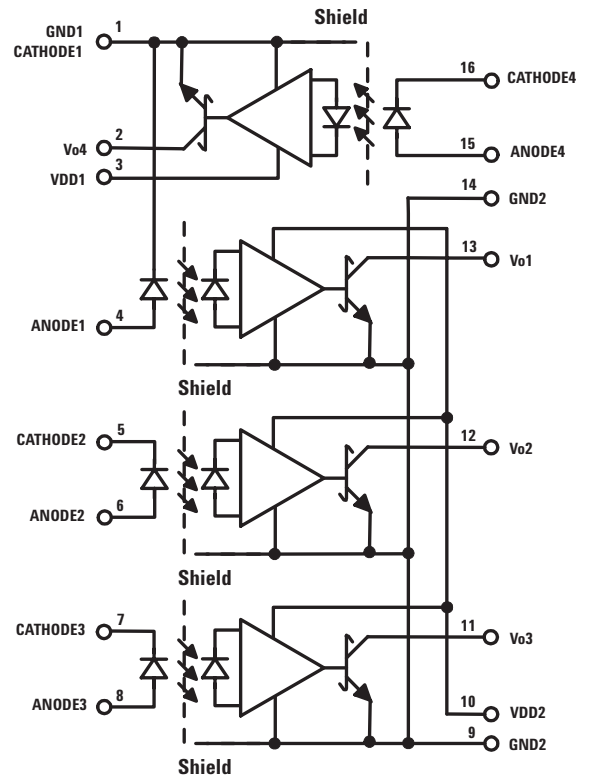 Shield
GND1
CATHODE1
1
16
CATHODE4
2
Vo4
3
VDD1
15
ANODE4
14
GND2
13
Vo1
ANODE1
4
Shield
CATHODE2
5
12
Vo2
ANODE2
6
Shield
CATHODE3
7
11
Vo3
ANODE3
8
10
VDD2
9
GND2
Shield